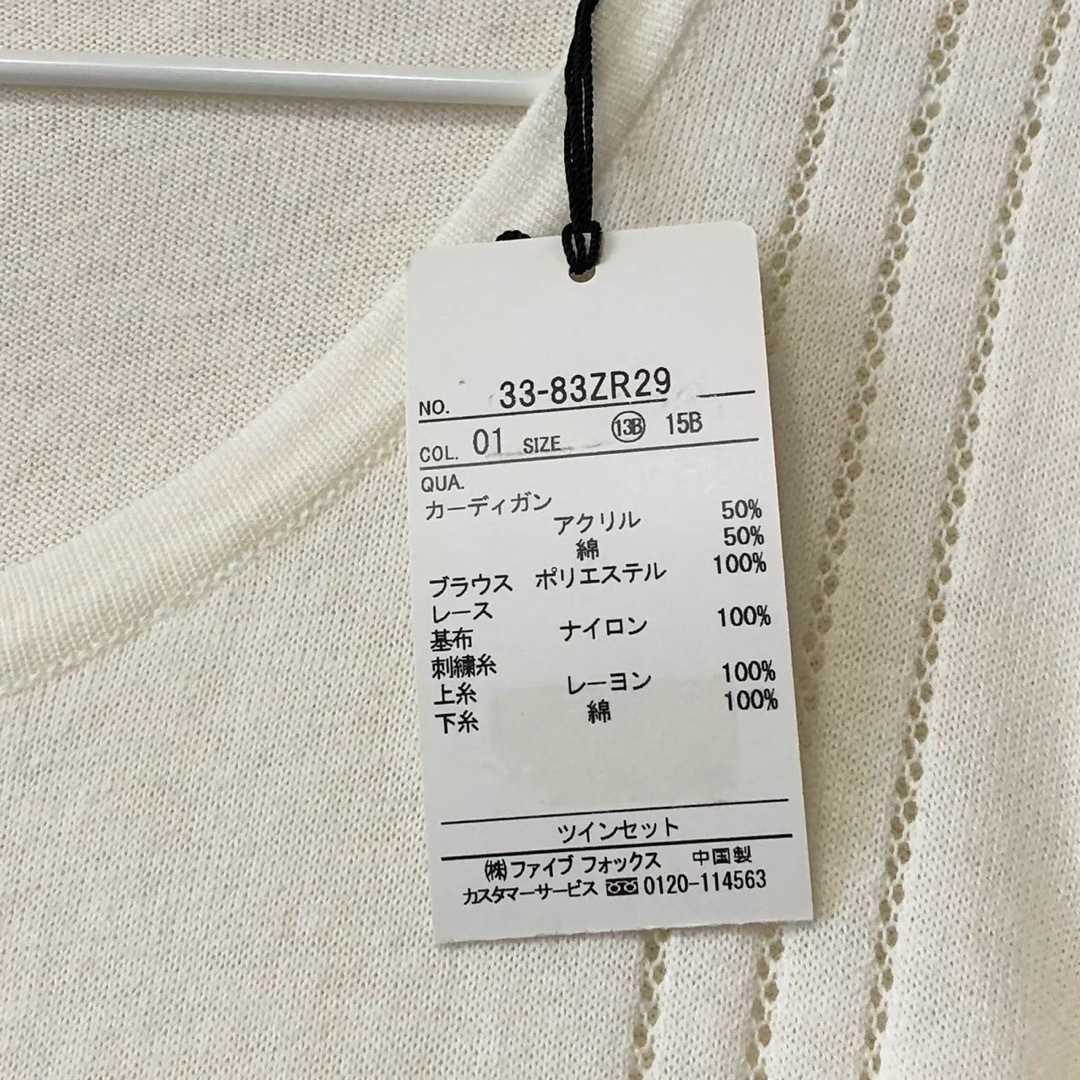 NO. 33-83ZR29
COL. 01 SIZE 13B 15B
QUA.
カーディガン
アクリル 50%
綿 50%
ブラウス ポリエステル 100%
レース
基布 ナイロン 100%
刺繍糸
上糸 レーヨン 100%
下糸 綿 100%
ツインセット
㈱ファイブ フォックス 中国製
カスタマーサービス 0120-114563